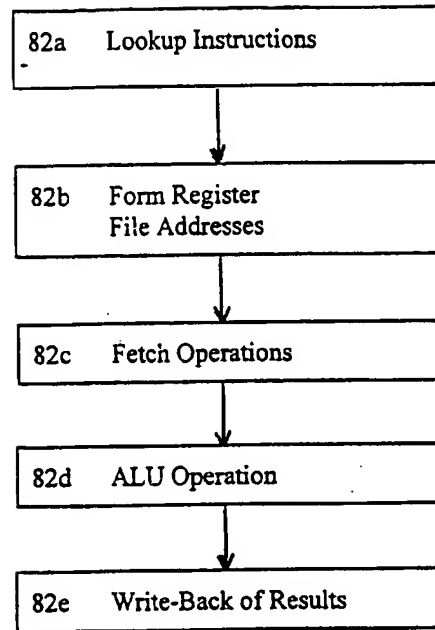 82a Lookup Instructions
82b Form Register
File Addresses
82c Fetch Operations
82d ALU Operation
82e Write-Back of Results